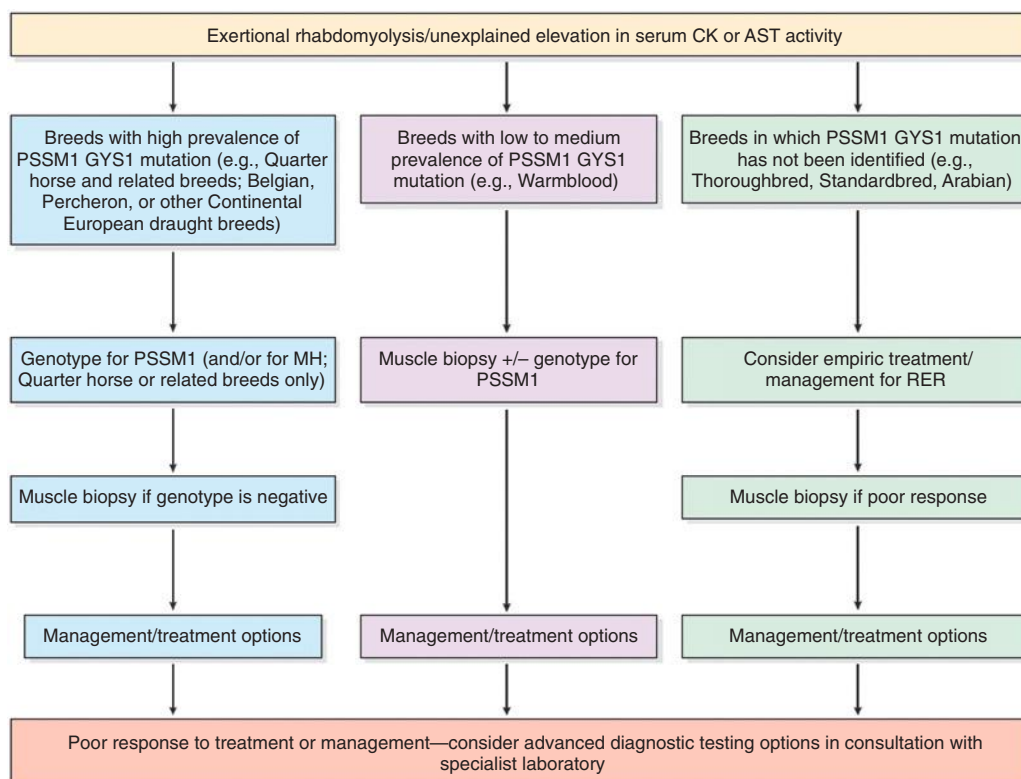 Exertional rhabdomyolysis/unexplained elevation in serum CK or AST activity
Breeds with high prevalence of
PSSM1 GYS1 mutation (e.g., Quarter
horse and related breeds; Belgian,
Percheron, or other Continental
European draught breeds)
Breeds with low to medium
prevalence of PSSM1 GYS1
mutation (e.g., Warmblood)
Breeds in which PSSM1 GYS1 mutation
has not been identified (e.g.,
Thoroughbred, Standardbred, Arabian)
Genotype for PSSM1 (and/or for MH;
Quarter horse or related breeds only)
Muscle biopsy +/– genotype for
PSSM1
Consider empiric treatment/
management for RER
Muscle biopsy if genotype is negative
Muscle biopsy if poor response
Management/treatment options
Management/treatment options
Management/treatment options
Poor response to treatment or management—consider advanced diagnostic testing options in consultation with
specialist laboratory